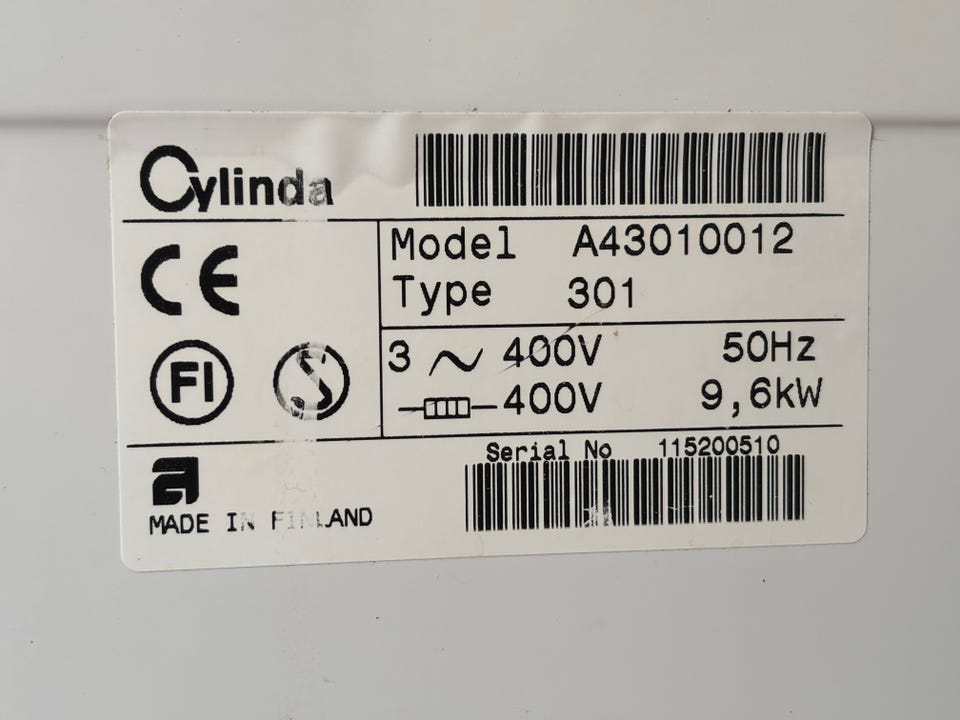 Cylinda
Model A43010012
Type 301
3 ~ 400V 50Hz
400V 9,6kW
CE
FI
S
Serial No 115200510
a
MADE IN FINLAND